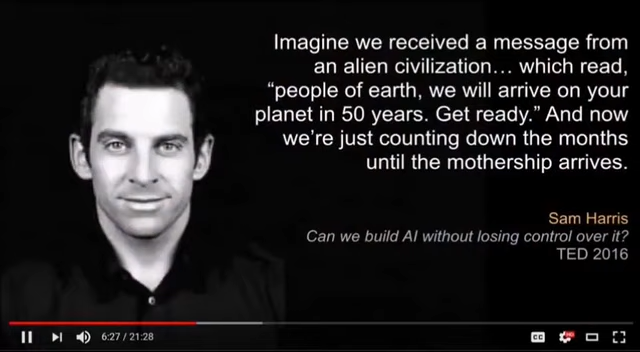 Imagine we received a message from
an alien civilization… which read,
“people of earth, we will arrive on your
planet in 50 years. Get ready.” And now
we’re just counting down the months
until the mothership arrives.
Sam Harris
Can we build AI without losing control over it?
TED 2016
6:27 / 21:28
CC
HD